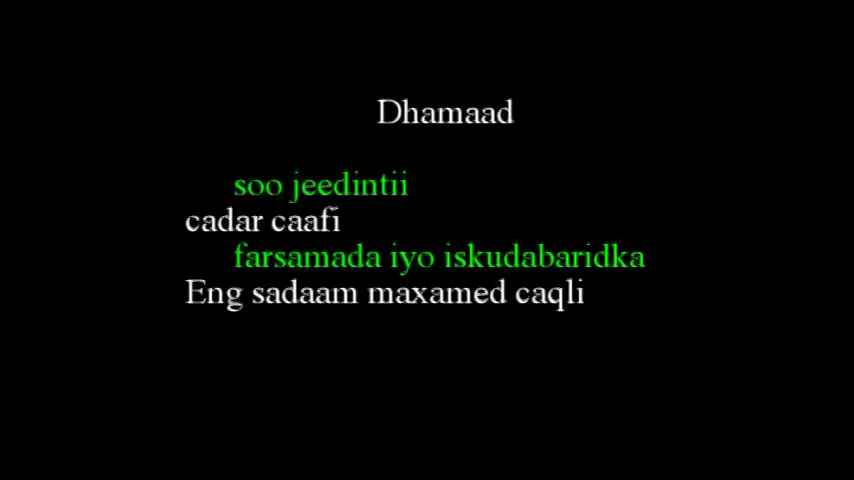 Dhamaad
soo jeedintii
cadar caafi
farsamada iyo iskudabaridka
Eng sadaam maxamed caqli